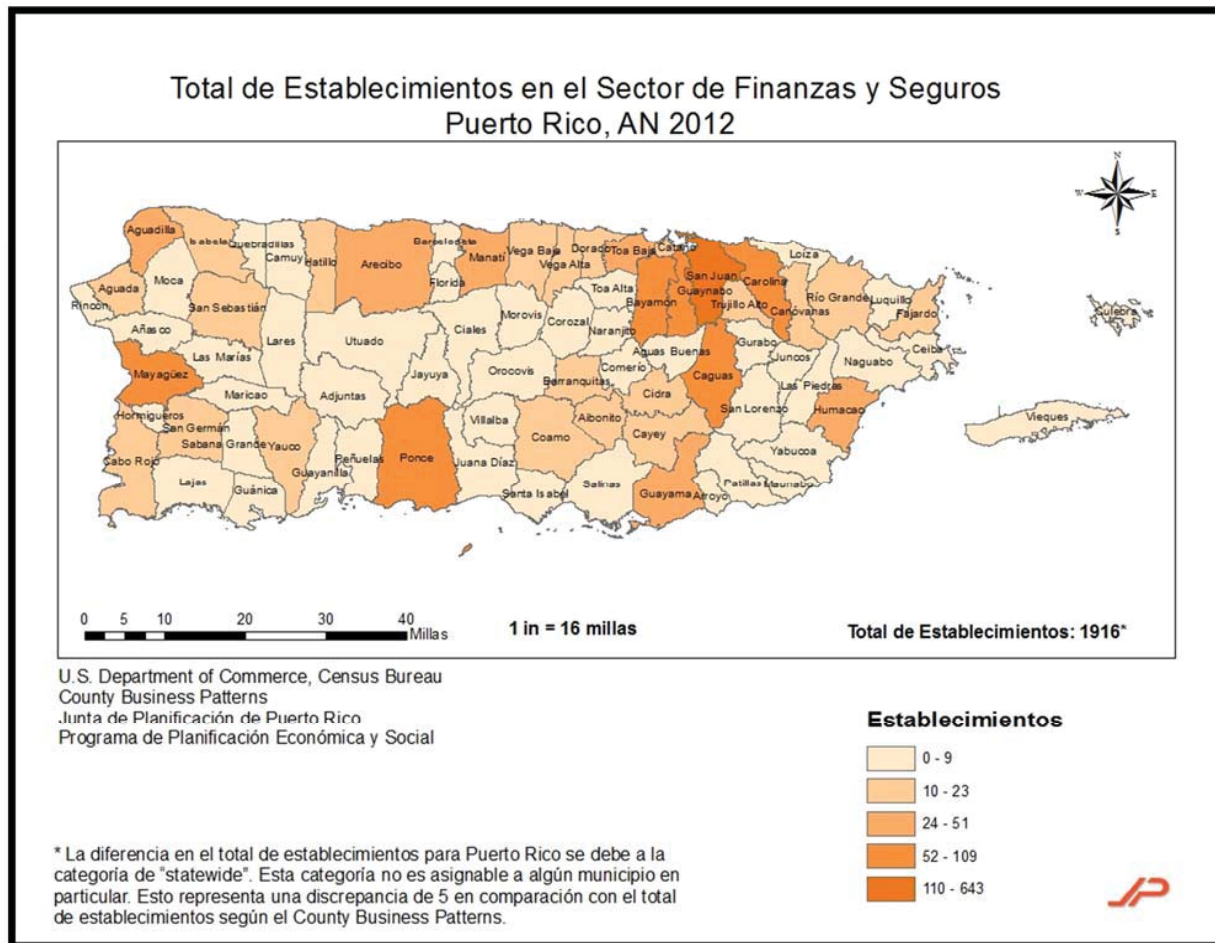 Total de Establecimientos en el Sector de Finanzas y Seguros
Puerto Rico, AN 2012
N
W
E
S
Aguadilla
Isabela
Quebradillas
Camuy
Hatillo
Arecibo
Barceloneta
Manatí
Vega Baja
Vega Alta
Dorado
Toa Baja
Cataño
San Juan
Guaynabo
Carolina
Loiza
Moca
Aguada
Rincón
San Sebastián
Florida
Toa Alta
Bayamón
Trujillo Alto
Canóvanas
Río Grande
Luquillo
Fajardo
Culebra
Añasco
Las Marías
Lares
Utuado
Ciales
Morovis
Corozal
Naranjito
Aguas Buenas
Gurabo
Juncos
Naguabo
Ceiba
Mayagüez
Maricao
Adjuntas
Jayuya
Orocovis
Barranquitas
Comerío
Cidra
Caguas
San Lorenzo
Las Piedras
Humacao
Vieques
Hormigueros
San Germán
Sabana Grande
Yauco
Villalba
Coamo
Aibonito
Cayey
Yabucoa
Cabo Rojo
Lajas
Guánica
Guayanilla
Peñuelas
Ponce
Juana Díaz
Santa Isabel
Salinas
Guayama
Arroyo
Patillas
Maunabo
0 5 10 20 30 40
Millas
1 in = 16 millas
Total de Establecimientos: 1916*
U.S. Department of Commerce, Census Bureau
County Business Patterns
Junta de Planificación de Puerto Rico
Programa de Planificación Económica y Social
Establecimientos
0 - 9
10 - 23
24 - 51
52 - 109
110 - 643
* La diferencia en el total de establecimientos para Puerto Rico se debe a la
categoría de "statewide". Esta categoría no es asignable a algún municipio en
particular. Esto representa una discrepancia de 5 en comparación con el total
de establecimientos según el County Business Patterns.
JP